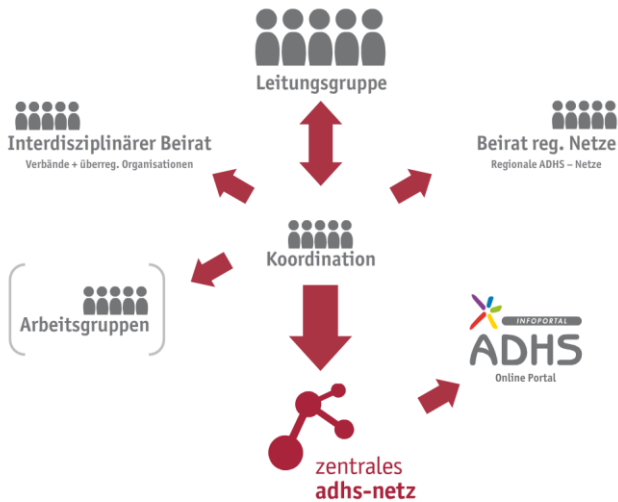 Leitungsgruppe
Interdisziplinärer Beirat
Verbände + überreg. Organisationen
Beirat reg. Netze
Regionale ADHS – Netze
Koordination
Arbeitsgruppen
INFOPORTAL
ADHS
Online Portal
zentrales
adhs-netz